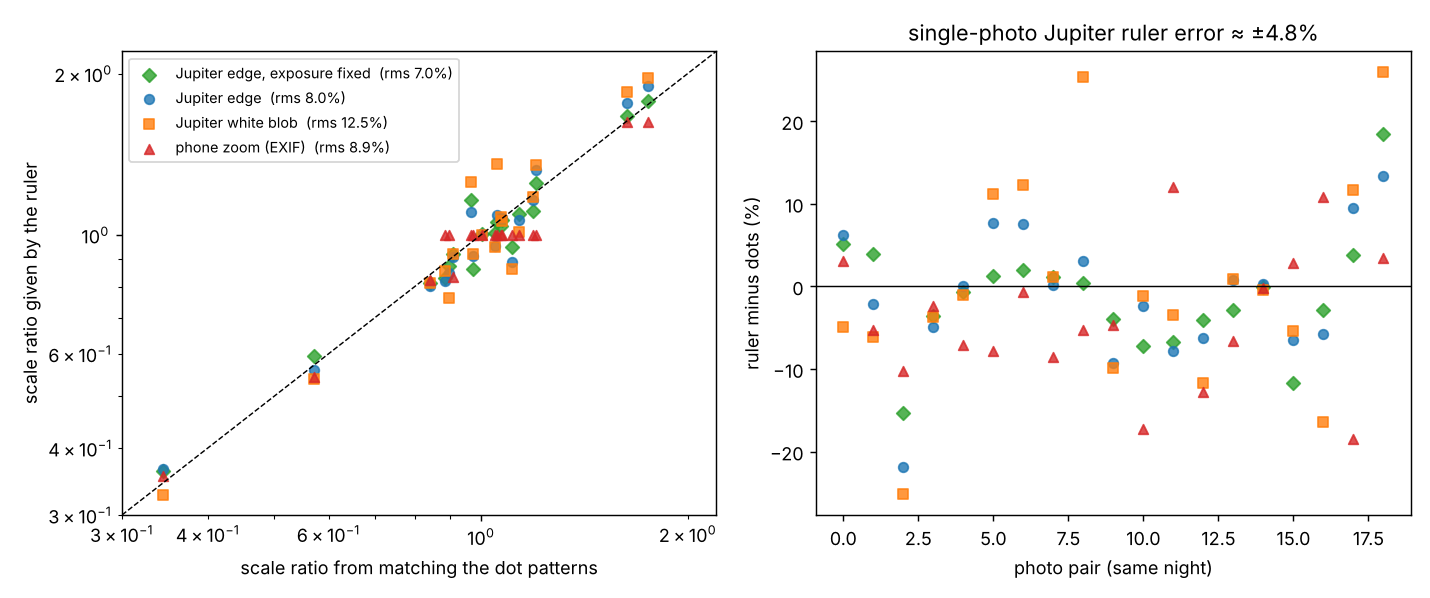 2 × 10⁰
10⁰
6 × 10⁻¹
4 × 10⁻¹
3 × 10⁻¹
scale ratio given by the ruler
Jupiter edge, exposure fixed (rms 7.0%)
Jupiter edge (rms 8.0%)
Jupiter white blob (rms 12.5%)
phone zoom (EXIF) (rms 8.9%)
3 × 10⁻¹ 4 × 10⁻¹ 6 × 10⁻¹ 10⁰ 2 × 10⁰
scale ratio from matching the dot patterns
single-photo Jupiter ruler error ≈ ±4.8%
20
10
0
−10
−20
ruler minus dots (%)
0.0 2.5 5.0 7.5 10.0 12.5 15.0 17.5
photo pair (same night)